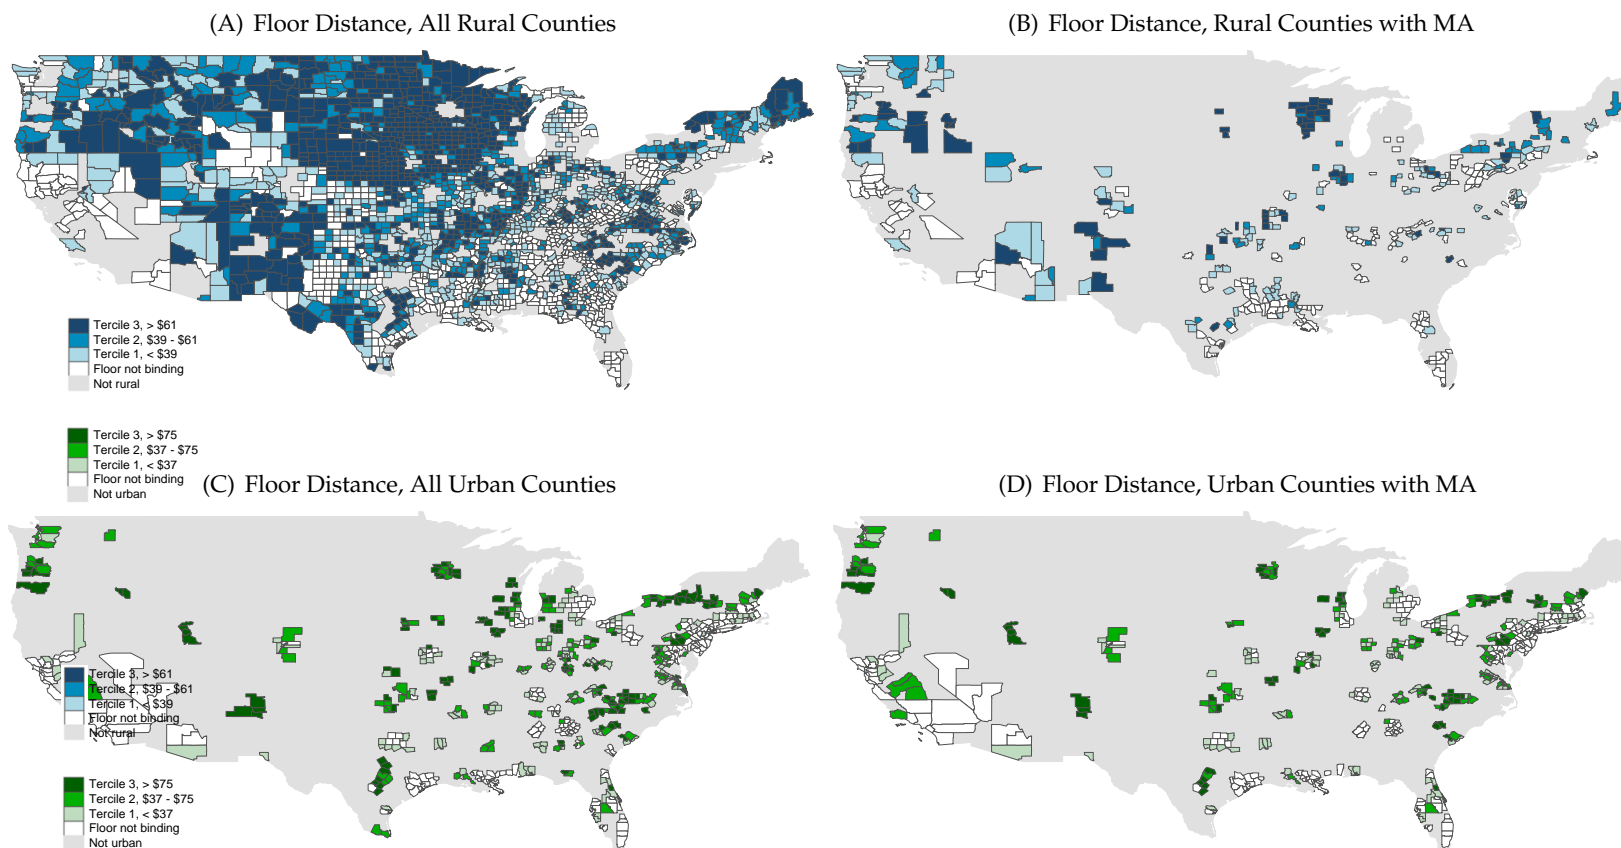 (A) Floor Distance, All Rural Counties
(B) Floor Distance, Rural Counties with MA
Tercile 3, > $61
Tercile 2, $39 - $61
Tercile 1, < $39
Floor not binding
Not rural
Tercile 3, > $75
Tercile 2, $37 - $75
Tercile 1, < $37
Floor not binding
Not urban
(C) Floor Distance, All Urban Counties
(D) Floor Distance, Urban Counties with MA
Tercile 3, > $61
Tercile 2, $39 - $61
Tercile 1, < $39
Floor not binding
Not rural
Tercile 3, > $75
Tercile 2, $37 - $75
Tercile 1, < $37
Floor not binding
Not urban